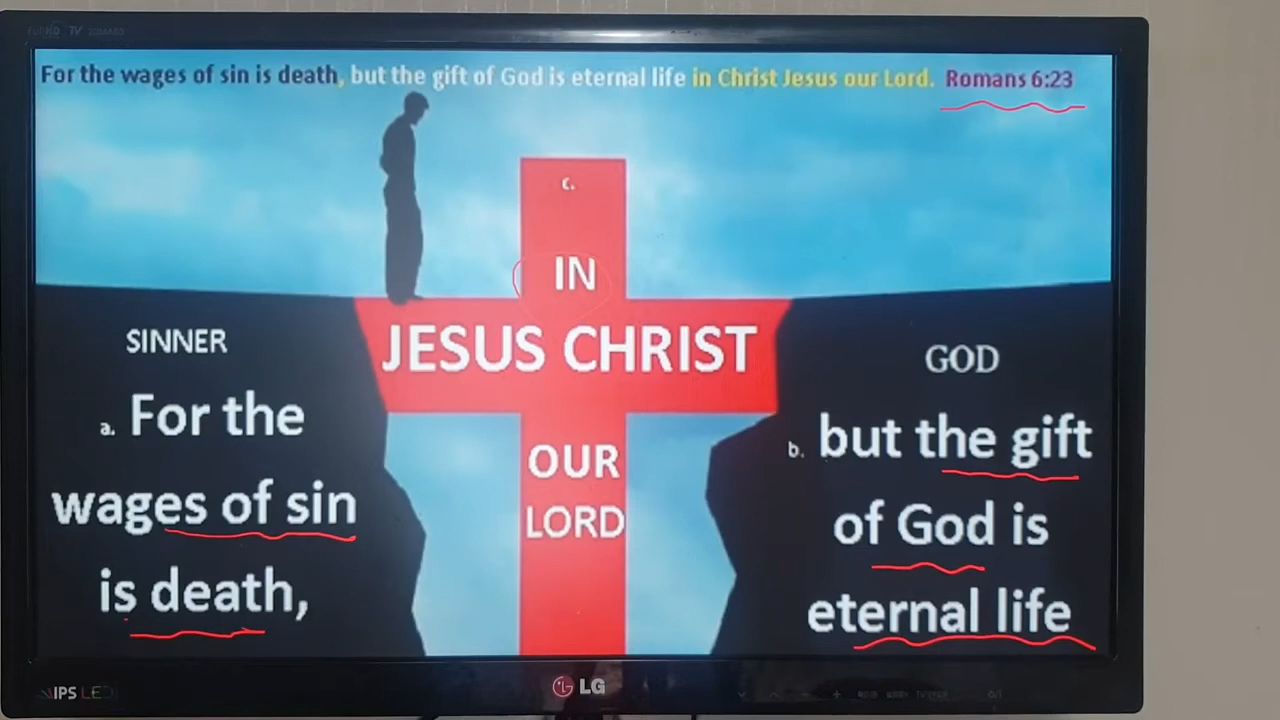 For the wages of sin is death, but the gift of God is eternal life in Christ Jesus our Lord. Romans 6:23
c.
IN
JESUS CHRIST
OUR
LORD
SINNER
a. For the
wages of sin
is death,
GOD
b. but the gift
of God is
eternal life
IPS LED
LG